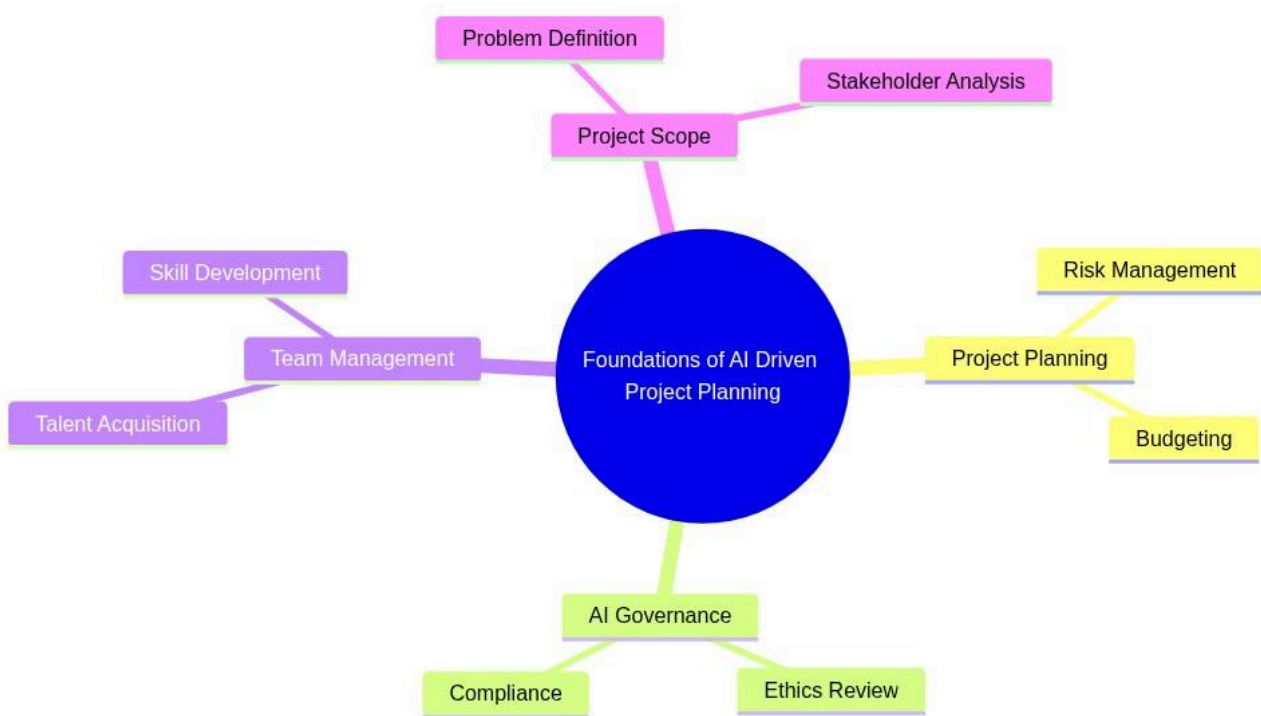 Problem Definition
Stakeholder Analysis
Project Scope
Skill Development
Team Management
Talent Acquisition
Foundations of AI Driven
Project Planning
Risk Management
Project Planning
Budgeting
AI Governance
Compliance
Ethics Review